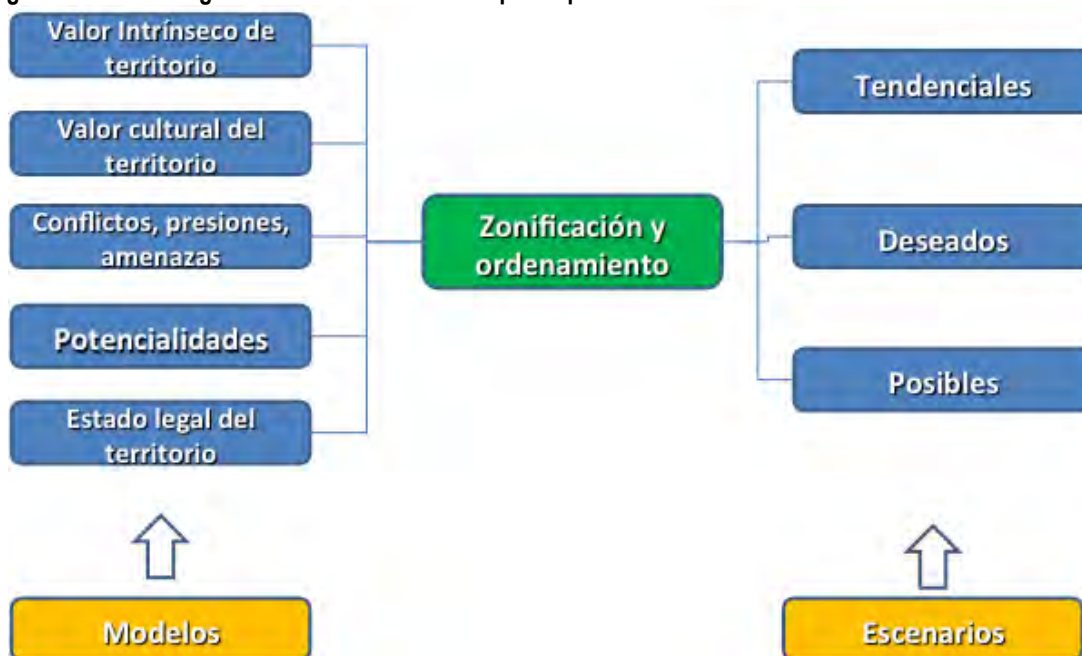 Valor Intrínseco de
territorio
Valor cultural del
territorio
Conflictos, presiones,
amenazas
Potencialidades
Estado legal del
territorio
Modelos
Zonificación y
ordenamiento
Tendenciales
Deseados
Posibles
Escenarios